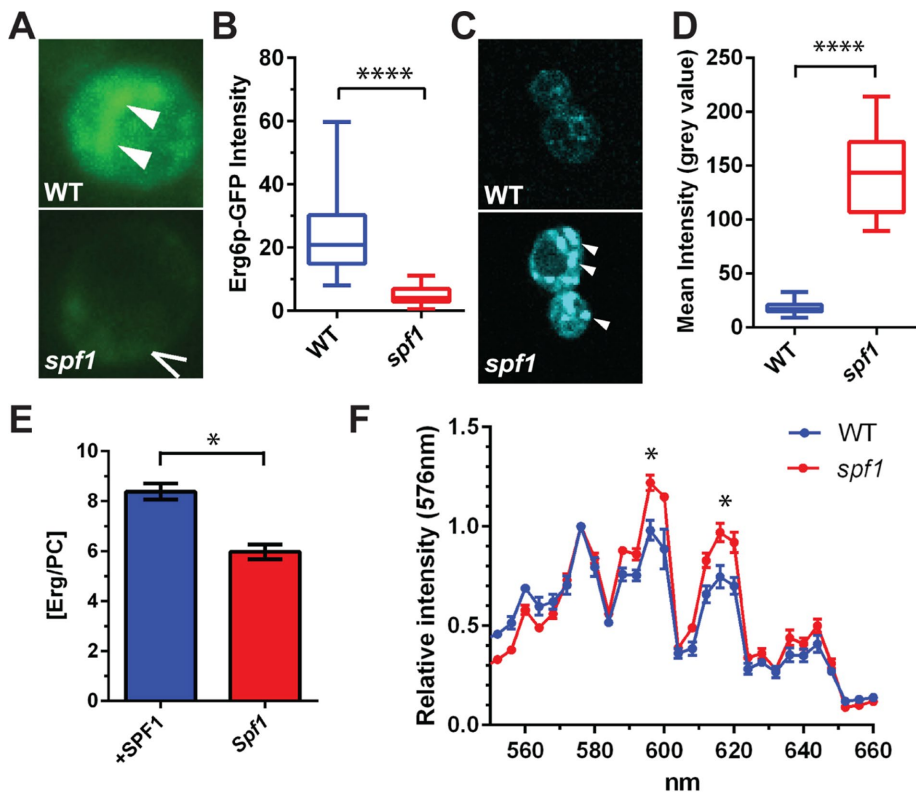 A
WT
spf1
B
****
Erg6p-GFP Intensity
80
60
40
20
0
WT
spf1
C
WT
spf1
D
****
Mean Intensity (grey value)
250
200
150
100
50
0
WT
spf1
E
*
[Erg/PC]
10
8
6
4
2
0
+SPF1
Spf1
F
WT
spf1
*
*
Relative intensity (576nm)
1.5
1.0
0.5
0.0
560
580
600
620
640
660
nm